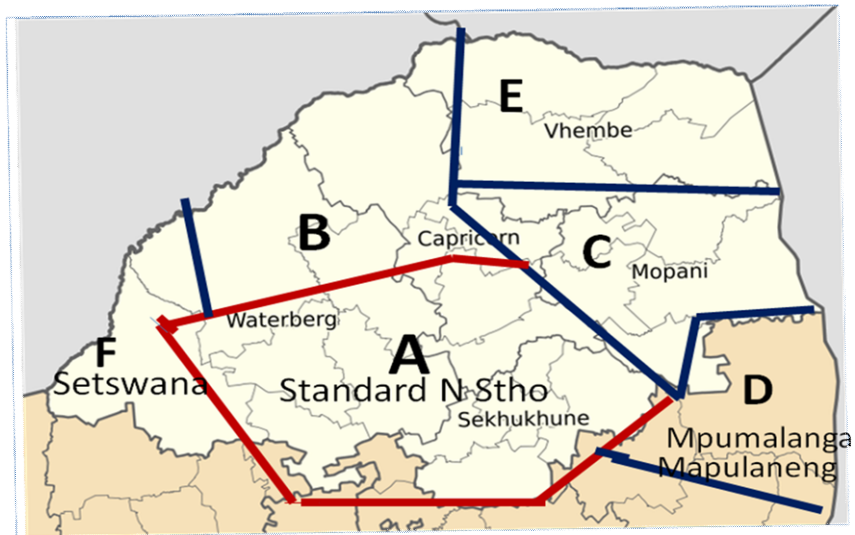 E
Vhembe
B
Capricorn
C
Mopani
Waterberg
F
Setswana
A
Standard N Stho
Sekhukhune
D
Mpumalanga
Mapulaneng